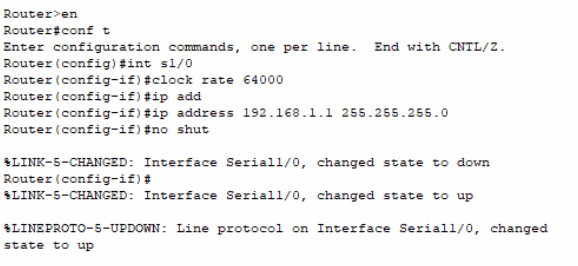 Router>en
Router#conf t
Enter configuration commands, one per line.  End with CNTL/Z.
Router(config)#int s1/0
Router(config-if)#clock rate 64000
Router(config-if)#ip add
Router(config-if)#ip address 192.168.1.1 255.255.255.0
Router(config-if)#no shut
%LINK-5-CHANGED: Interface Serial1/0, changed state to down
Router(config-if)#
%LINK-5-CHANGED: Interface Serial1/0, changed state to up
%LINEPROTO-5-UPDOWN: Line protocol on Interface Serial1/0, changed
state to up